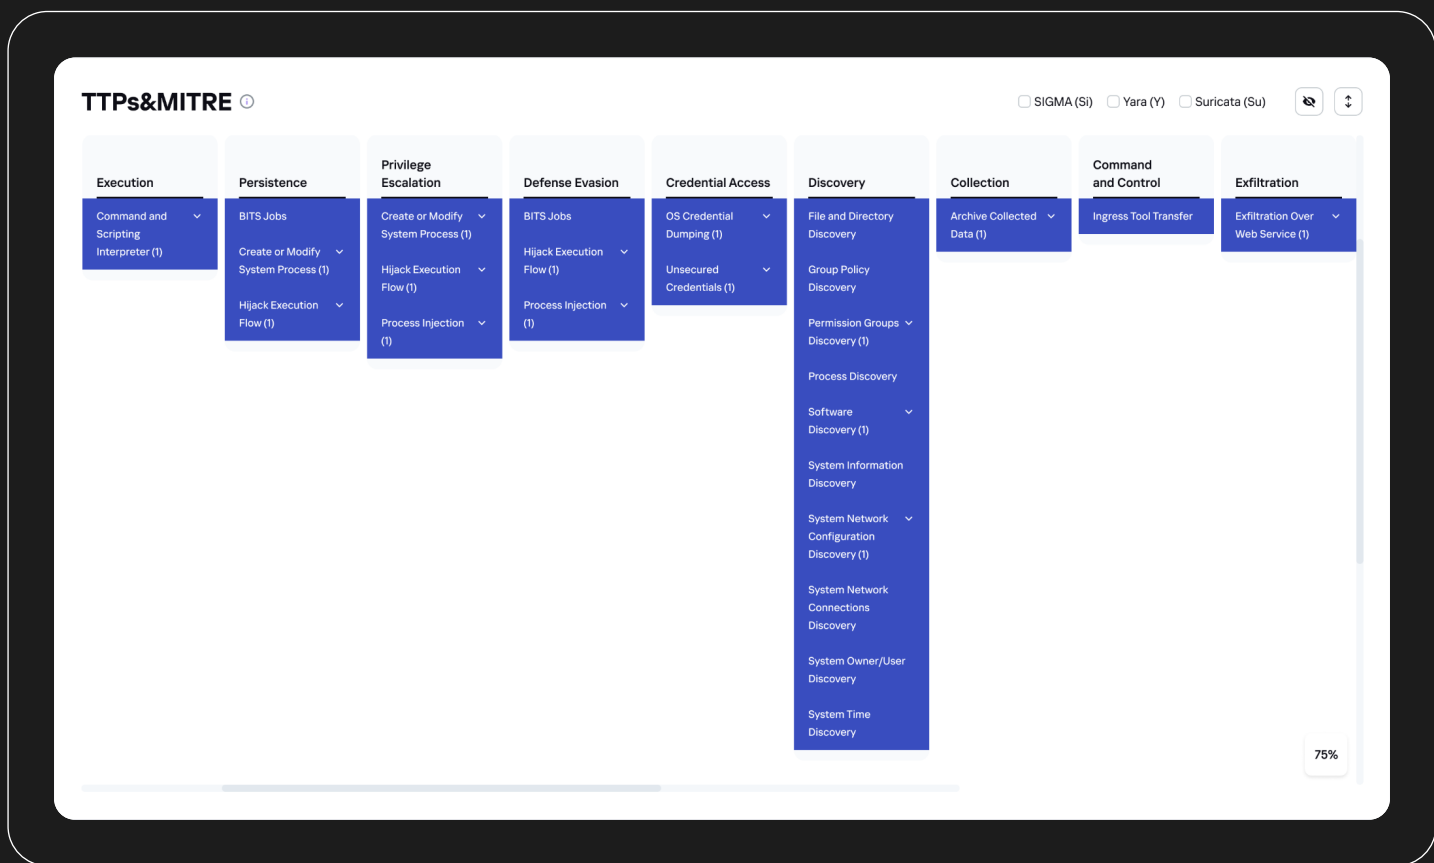 TTPs&MITRE
SIGMA (Si)
Yara (Y)
Suricata (Su)
Execution
Command and
Scripting
Interpreter (1)
Persistence
BITS Jobs
Create or Modify
System Process (1)
Hijack Execution
Flow (1)
Privilege
Escalation
Create or Modify
System Process (1)
Hijack Execution
Flow (1)
Process Injection
(1)
Defense Evasion
BITS Jobs
Hijack Execution
Flow (1)
Process Injection
(1)
Credential Access
OS Credential
Dumping (1)
Unsecured
Credentials (1)
Discovery
File and Directory
Discovery
Group Policy
Discovery
Permission Groups
Discovery (1)
Process Discovery
Software
Discovery (1)
System Information
Discovery
System Network
Configuration
Discovery (1)
System Network
Connections
Discovery
System Owner/User
Discovery
System Time
Discovery
Collection
Archive Collected
Data (1)
Command
and Control
Ingress Tool Transfer
Exfiltration
Exfiltration Over
Web Service (1)
75%